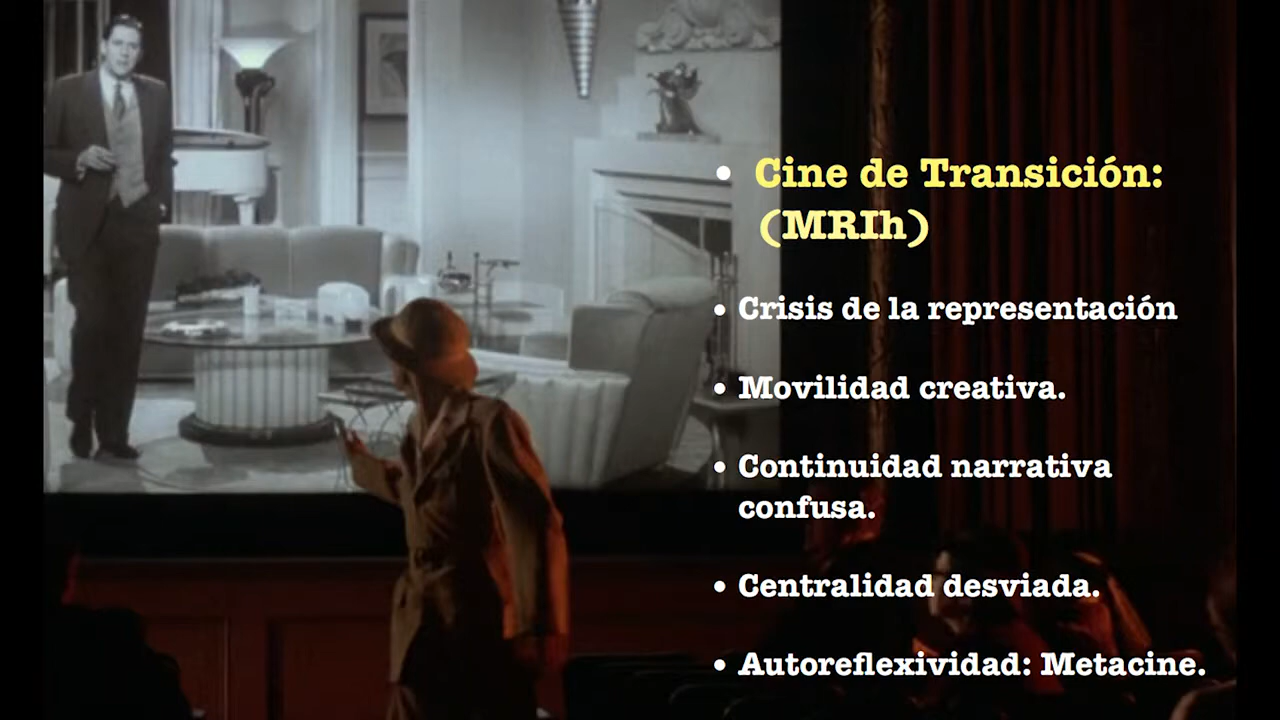 • Cine de Transición:
(MRIh)
• Crisis de la representación
• Movilidad creativa.
• Continuidad narrativa
confusa.
• Centralidad desviada.
• Autoreflexividad: Metacine.